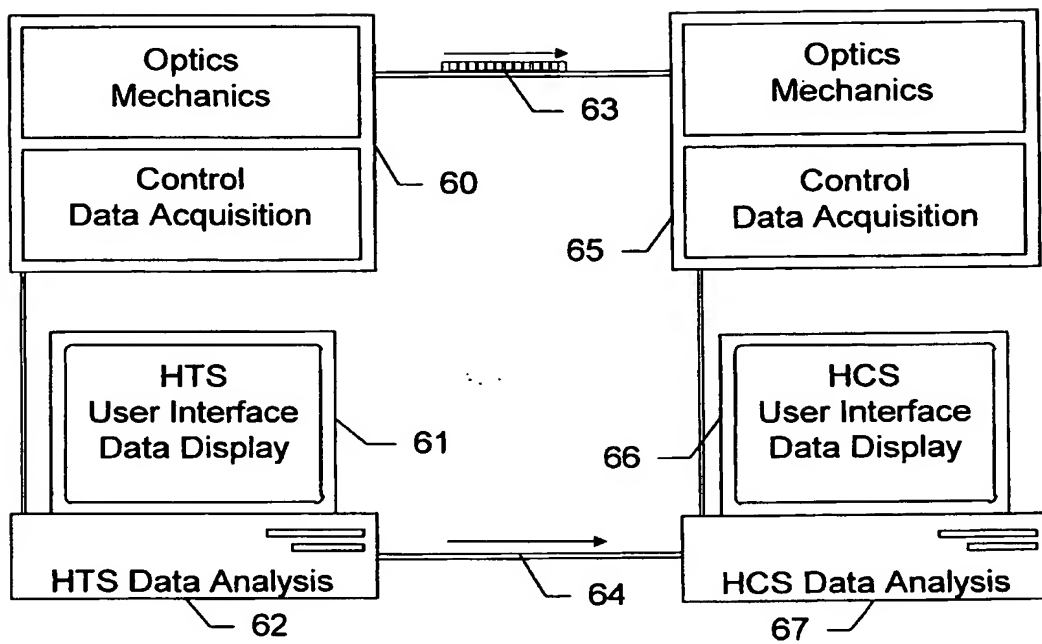 Optics
Mechanics
63
Optics
Mechanics
Control
Data Acquisition
60
Control
Data Acquisition
65
HTS
User Interface
Data Display
61
66
HCS
User Interface
Data Display
HTS Data Analysis
62
64
HCS Data Analysis
67